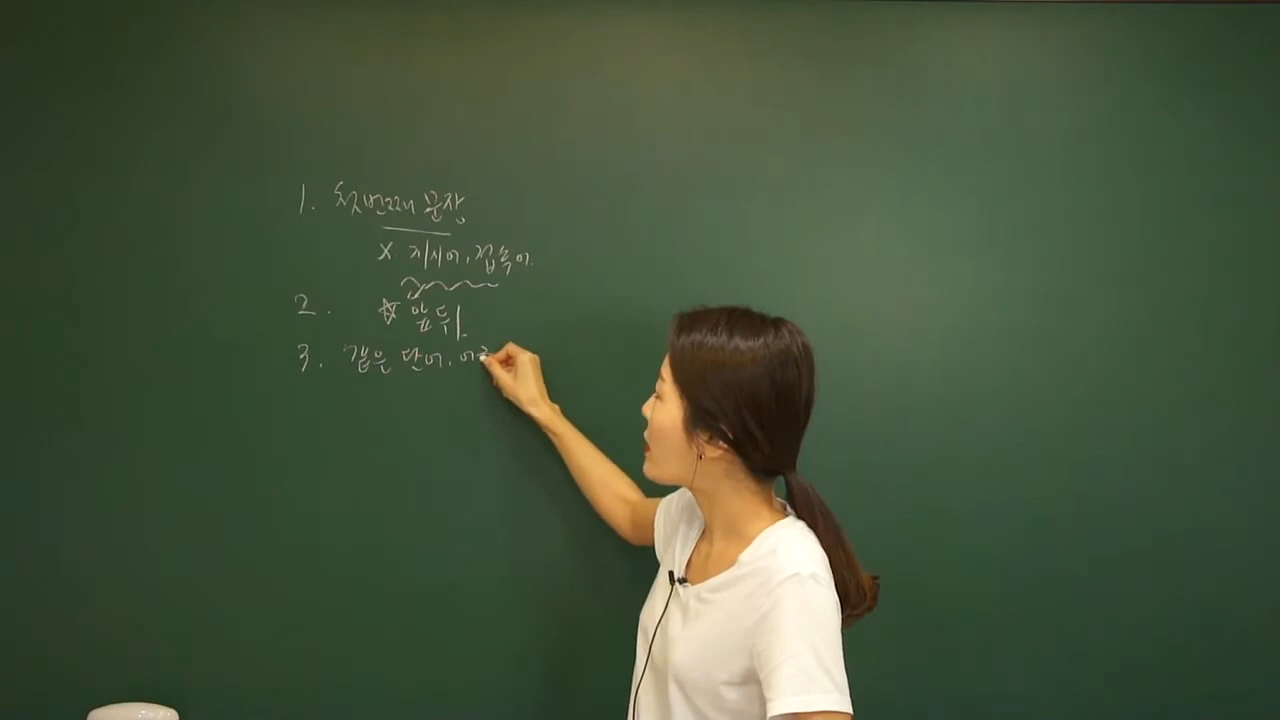 1. 첫번째 문장
X 지시어, 접속어.
2. ☆ 앞뒤
3. 같은 단어, 어